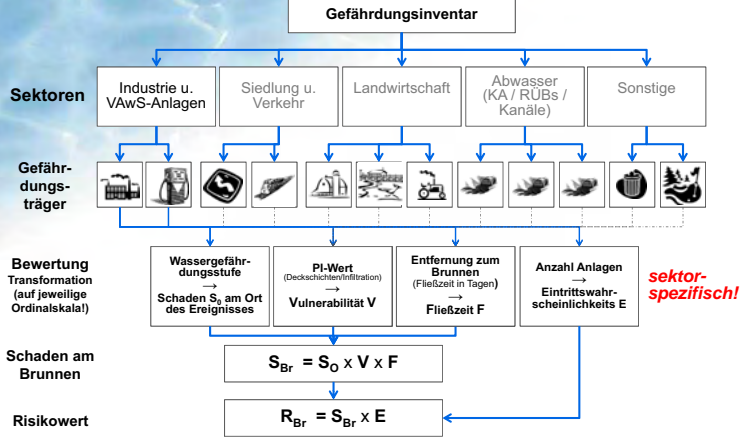 Gefährdungsinventar
Sektoren
Industrie u.
VAwS-Anlagen
Siedlung u.
Verkehr
Landwirtschaft
Abwasser
(KA / RÜBs /
Kanäle)
Sonstige
Gefähr-
dungs-
träger
Bewertung
Transformation
(auf jeweilige
Ordinalskala!)
Wassergefähr-
dungsstufe
→
Schaden S0 am Ort
des Ereignisses
PI-Wert
(Deckschichten/Infiltration)
→
Vulnerabilität V
Entfernung zum
Brunnen
(Fließzeit in Tagen)
→
Fließzeit F
Anzahl Anlagen
→
Eintrittswahr-
scheinlichkeits E
sektor-
spezifisch!
Schaden am
Brunnen
SBr = SO x V x F
Risikowert
RBr = SBr x E